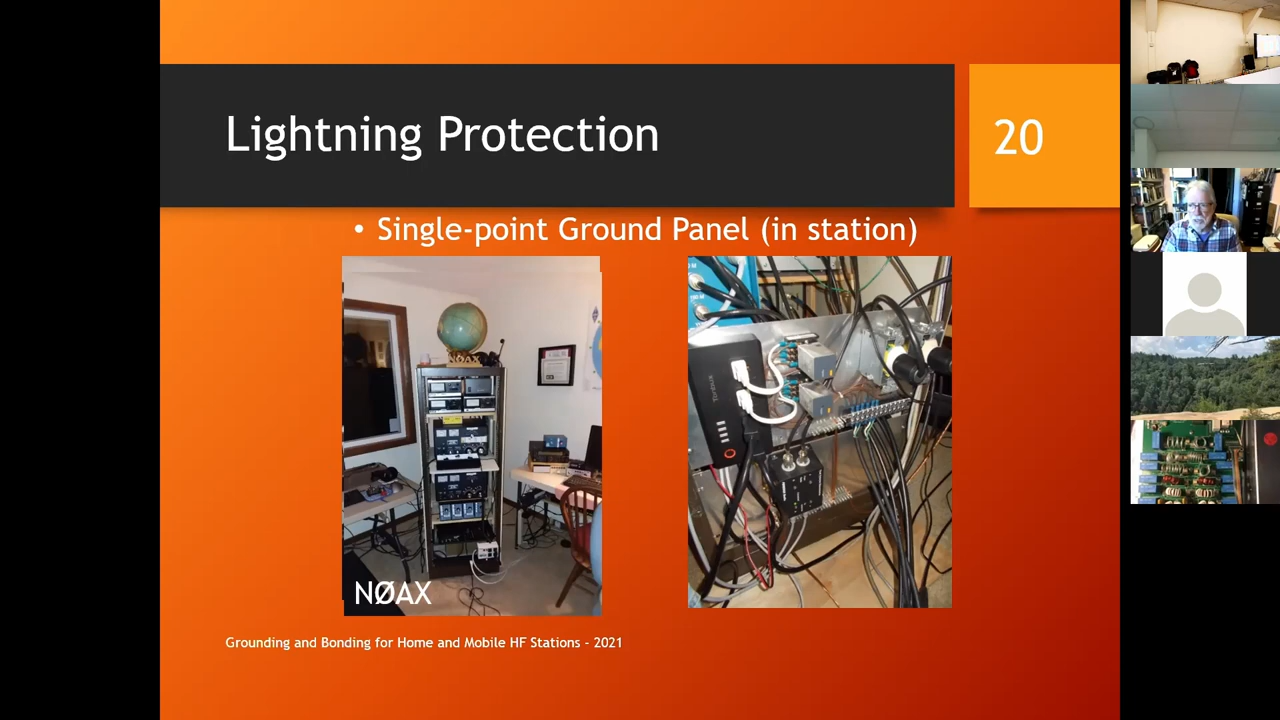 Lightning Protection
20
• Single-point Ground Panel (in station)
NØAX
NØAX
Grounding and Bonding for Home and Mobile HF Stations - 2021